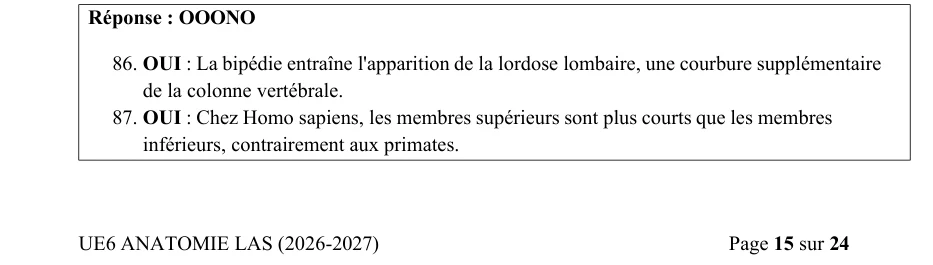 Réponse : OOONO
86. OUI : La bipédie entraîne l'apparition de la lordose lombaire, une courbure supplémentaire
de la colonne vertébrale.
87. OUI : Chez Homo sapiens, les membres supérieurs sont plus courts que les membres
inférieurs, contrairement aux primates.
UE6 ANATOMIE LAS (2026-2027)
Page 15 sur 24